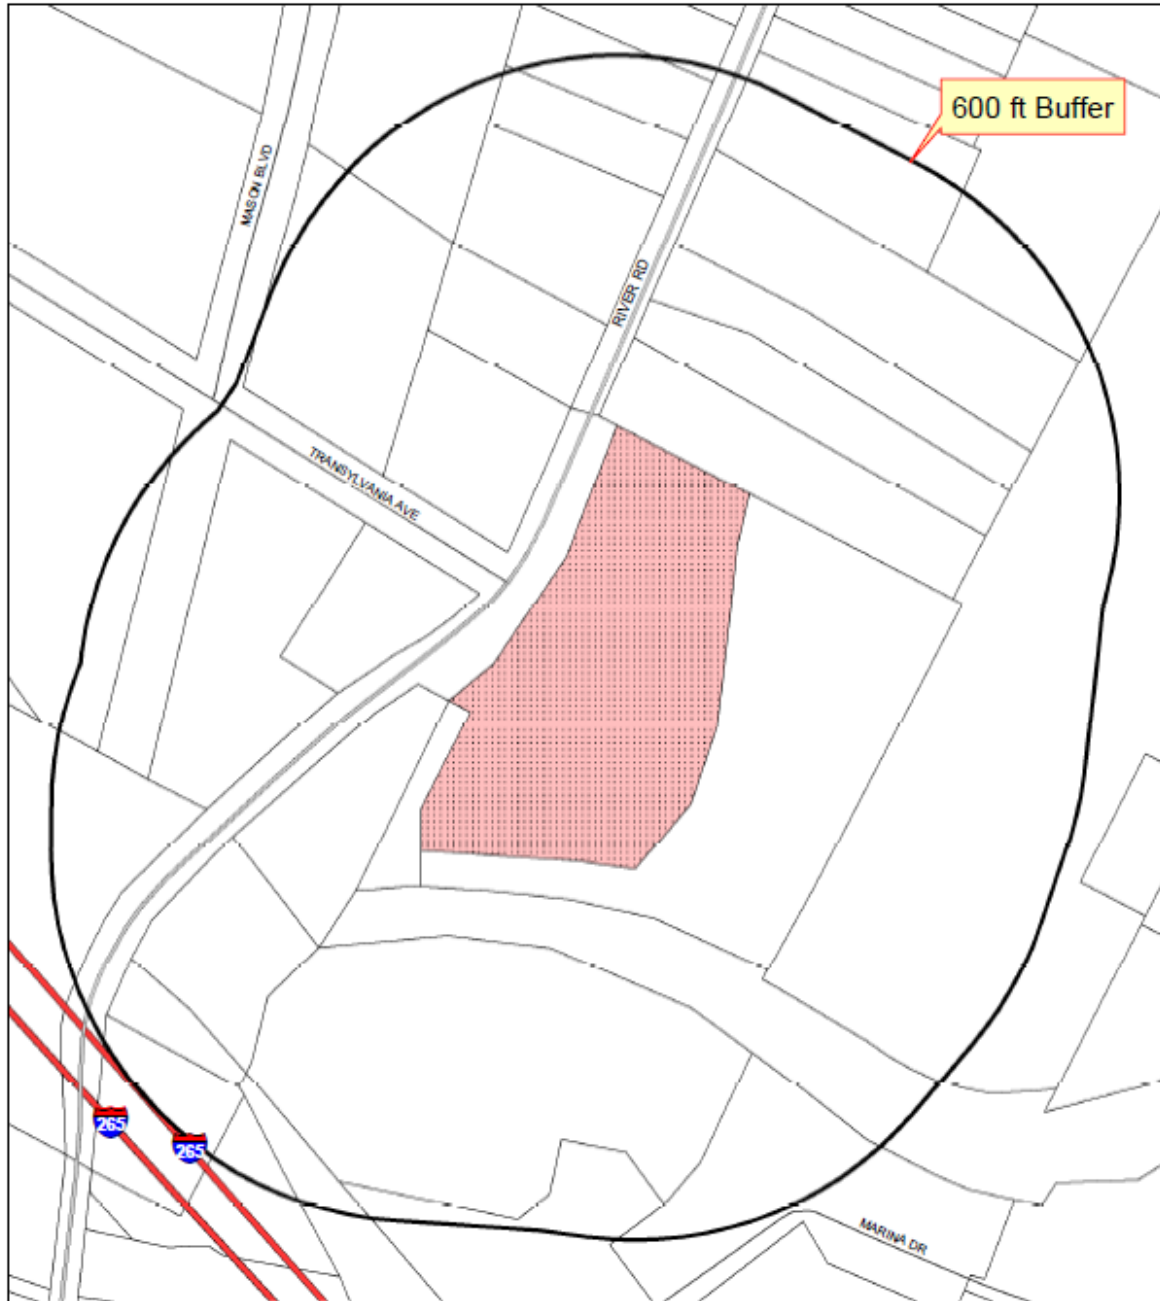 600 ft Buffer
MASON BLVD
RIVER RD
TRANSYLVANIA AVE
265
265
MARINA DR